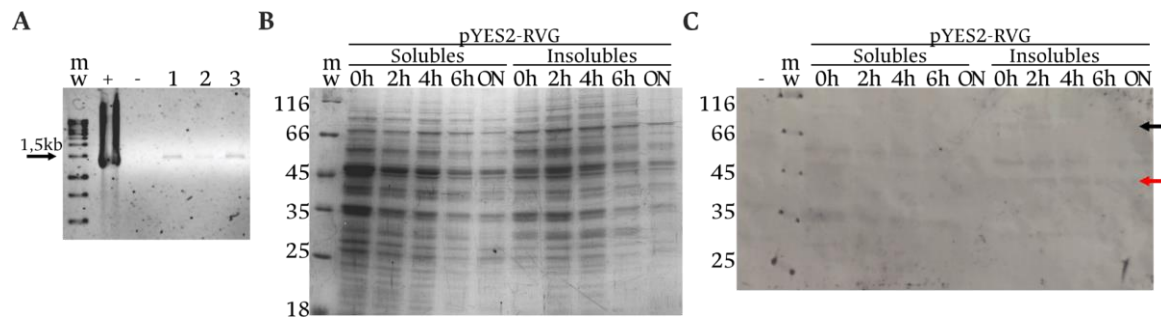 A
m
w + - 1 2 3
1,5kb
B
pYES2-RVG
Solubles Insolubles
m
w 0h 2h 4h 6h ON 0h 2h 4h 6h ON
116
66
45
35
25
18
C
pYES2-RVG
Solubles Insolubles
- m
w 0h 2h 4h 6h ON 0h 2h 4h 6h ON
116
66
45
35
25